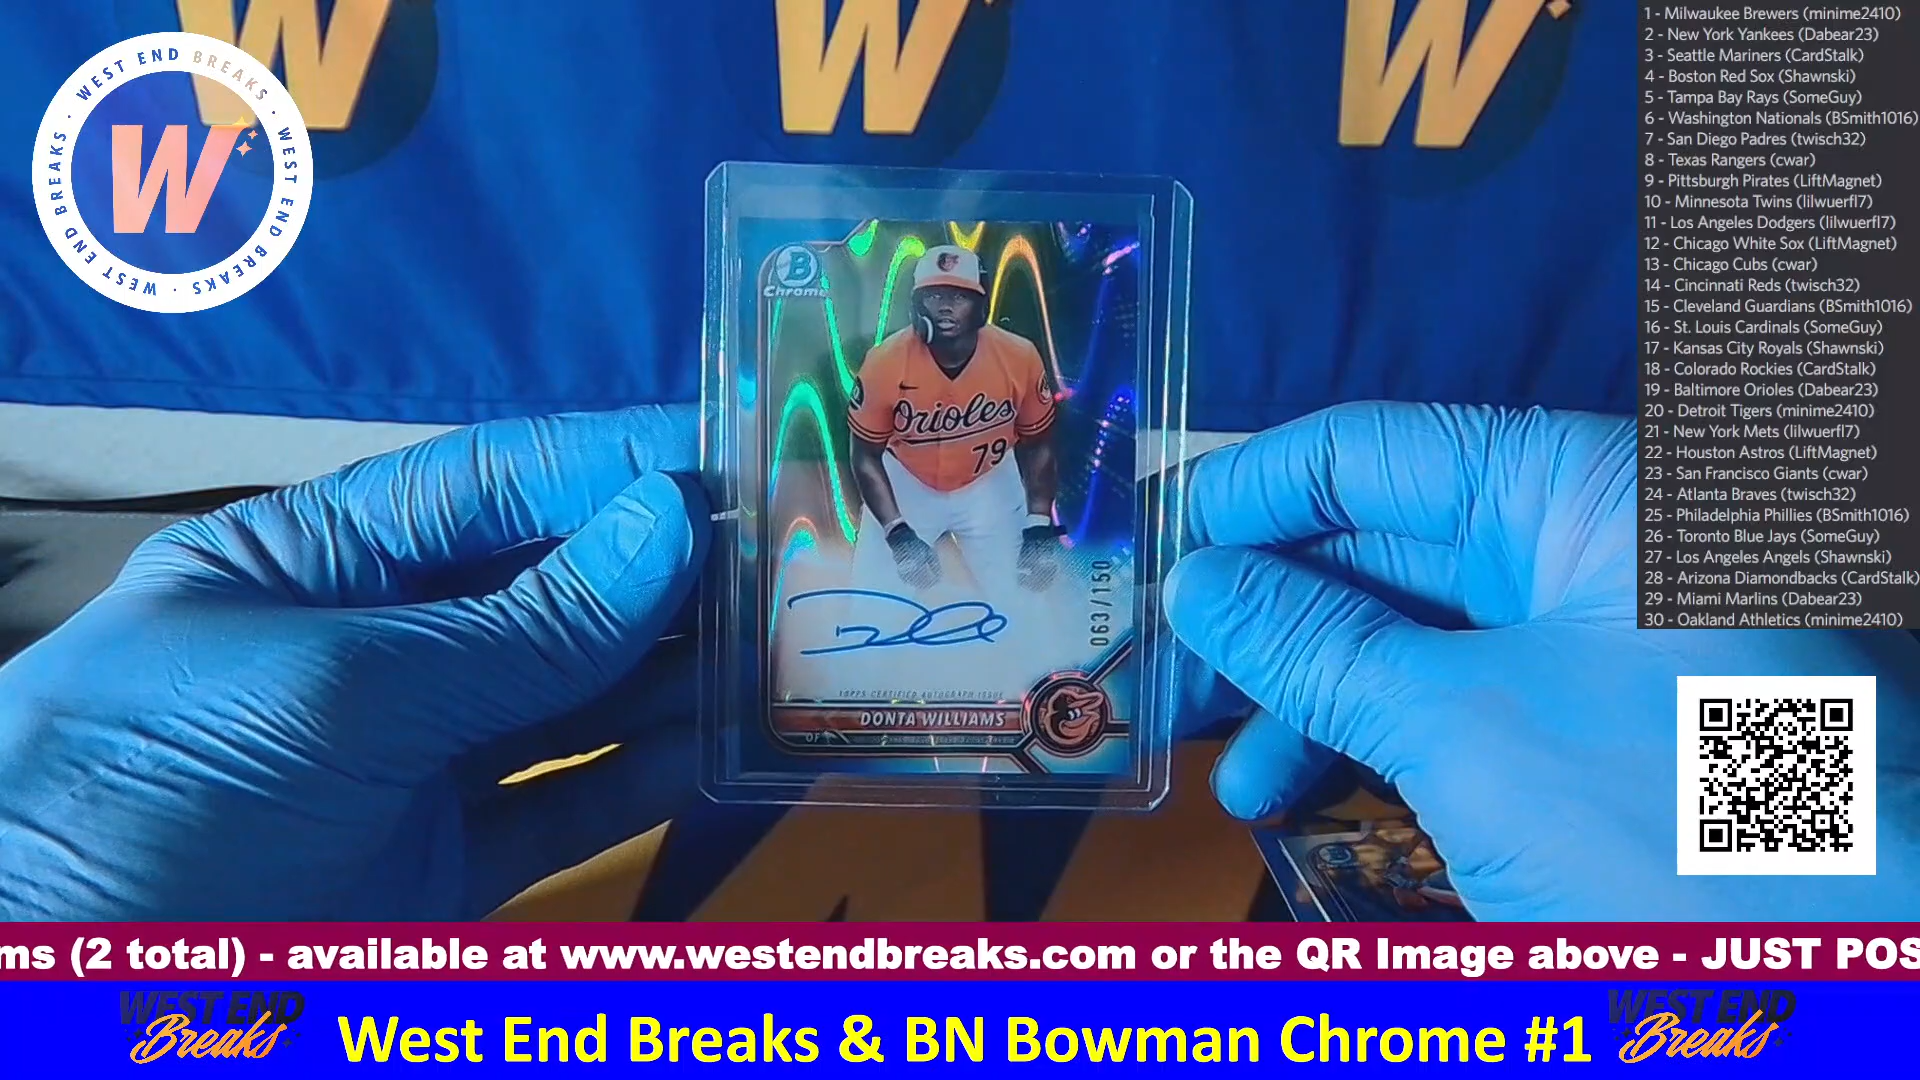 WEST END BREAKS · WEST END BREAKS · WEST END BREAKS ·
W
W
W
W
B
Chrome
Orioles
79
063/150
TOPPS CERTIFIED AUTOGRAPH ISSUE
DONTA WILLIAMS
OF
1 - Milwaukee Brewers (minime2410)
2 - New York Yankees (Dabear23)
3 - Seattle Mariners (CardStalk)
4 - Boston Red Sox (Shawnski)
5 - Tampa Bay Rays (SomeGuy)
6 - Washington Nationals (BSmith1016)
7 - San Diego Padres (twisch32)
8 - Texas Rangers (cwar)
9 - Pittsburgh Pirates (LiftMagnet)
10 - Minnesota Twins (lilwuerfl7)
11 - Los Angeles Dodgers (lilwuerfl7)
12 - Chicago White Sox (LiftMagnet)
13 - Chicago Cubs (cwar)
14 - Cincinnati Reds (twisch32)
15 - Cleveland Guardians (BSmith1016)
16 - St. Louis Cardinals (SomeGuy)
17 - Kansas City Royals (Shawnski)
18 - Colorado Rockies (CardStalk)
19 - Baltimore Orioles (Dabear23)
20 - Detroit Tigers (minime2410)
21 - New York Mets (lilwuerfl7)
22 - Houston Astros (LiftMagnet)
23 - San Francisco Giants (cwar)
24 - Atlanta Braves (twisch32)
25 - Philadelphia Phillies (BSmith1016)
26 - Toronto Blue Jays (SomeGuy)
27 - Los Angeles Angels (Shawnski)
28 - Arizona Diamondbacks (CardStalk)
29 - Miami Marlins (Dabear23)
30 - Oakland Athletics (minime2410)
ms (2 total) - available at www.westendbreaks.com or the QR Image above - JUST POS
WEST END Breaks
West End Breaks & BN Bowman Chrome #1
WEST END Breaks